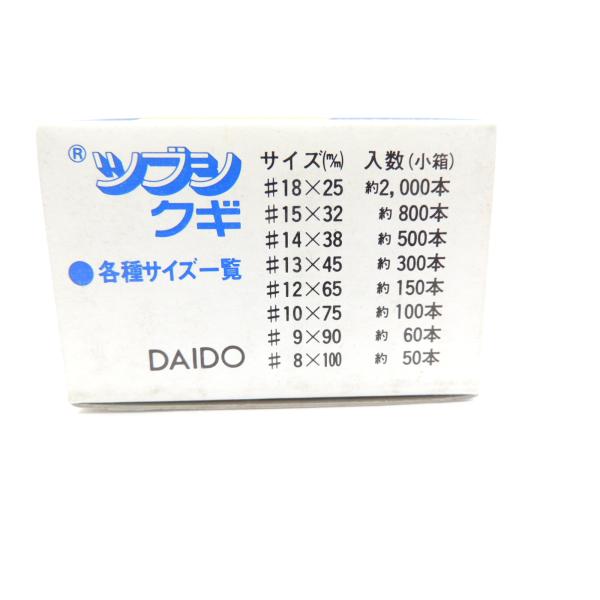 ®ツブシ
クギ
●各種サイズ一覧
DAIDO
サイズ(m/m) 入数(小箱)
♯18×25 約2,000本
♯15×32 約800本
♯14×38 約500本
♯13×45 約300本
♯12×65 約150本
♯10×75 約100本
♯9×90 約60本
♯8×100 約50本